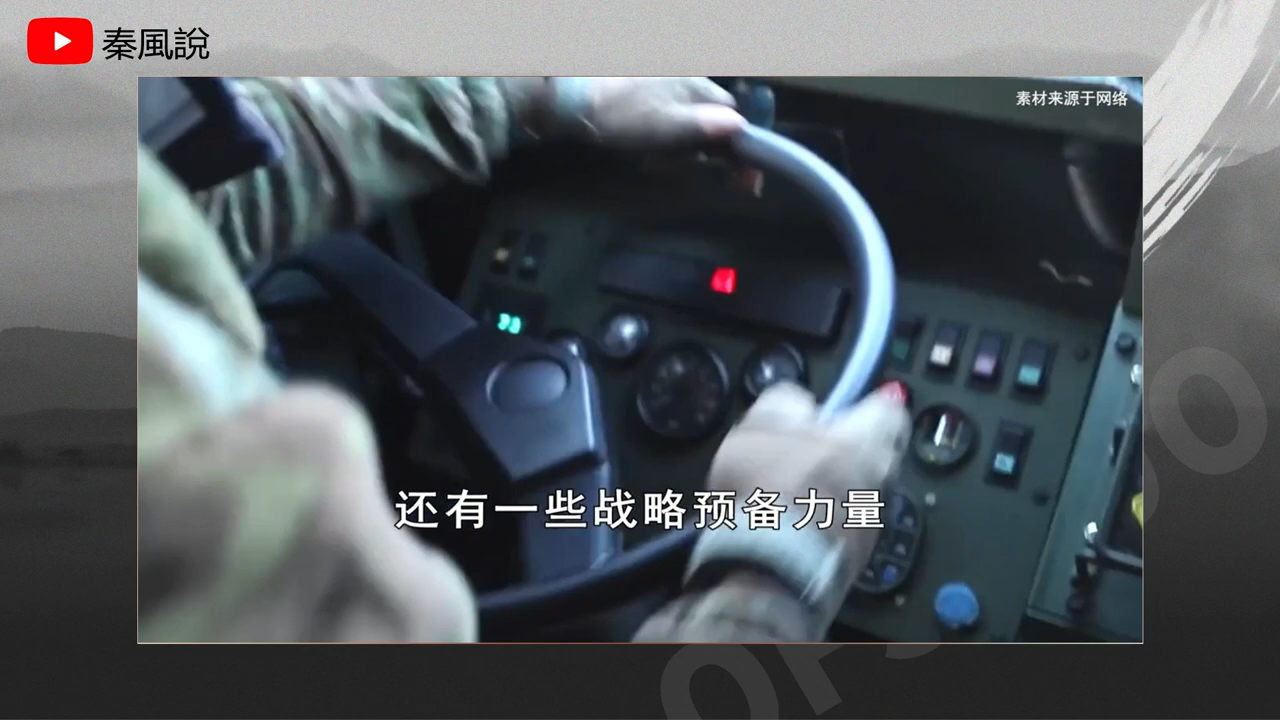 秦風說
素材来源于网络
还有一些战略预备力量